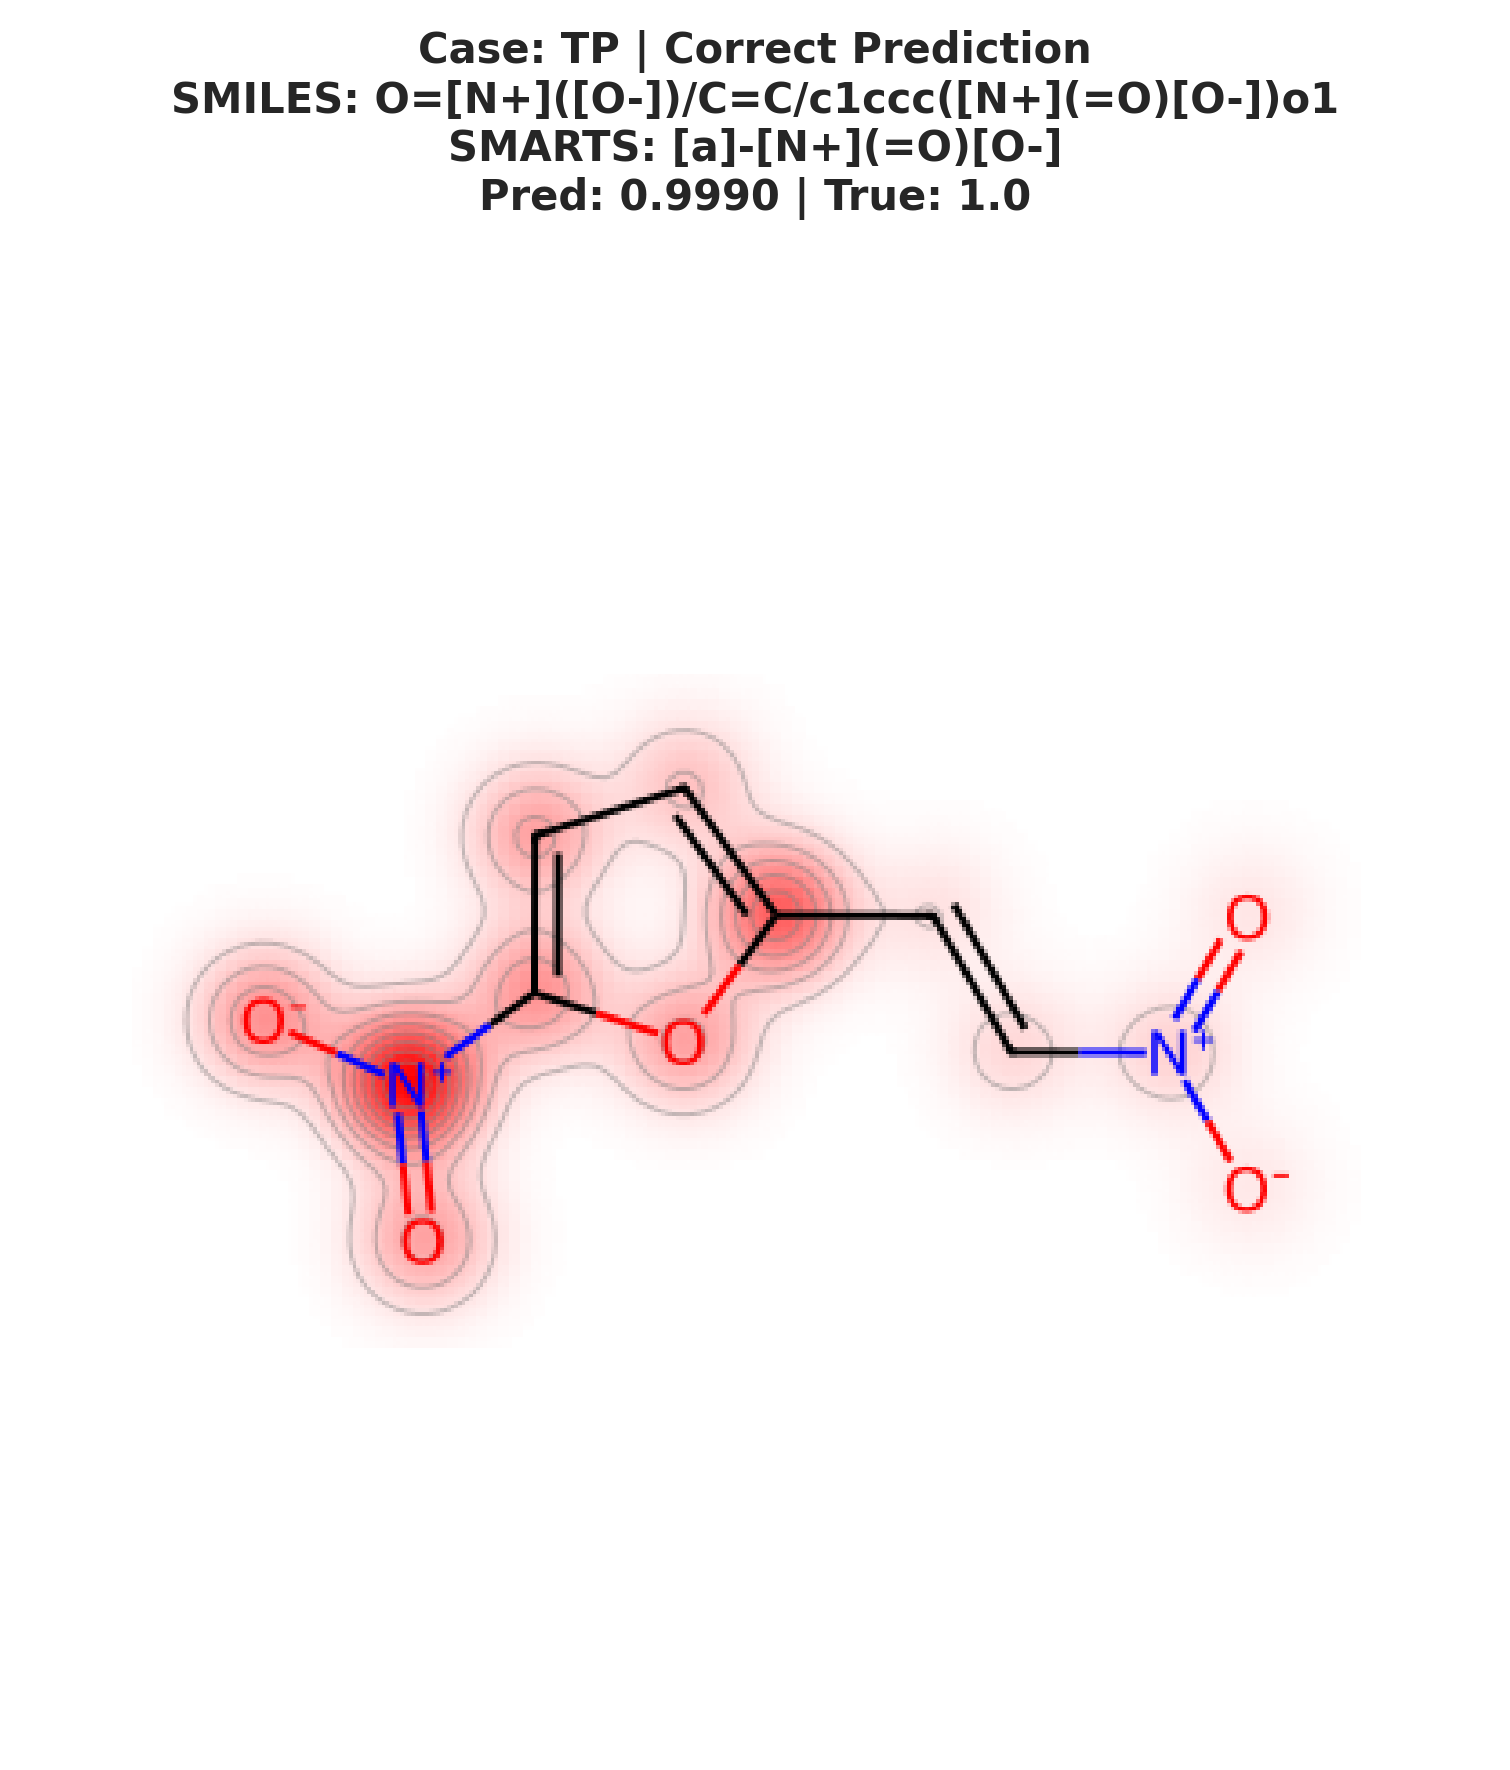 Case: TP | Correct Prediction
SMILES: O=[N+]([O-])/C=C/c1ccc([N+](=O)[O-])o1
SMARTS: [a]-[N+](=O)[O-]
Pred: 0.9990 | True: 1.0
O
O⁻
O
N⁺
N⁺
O⁻
O